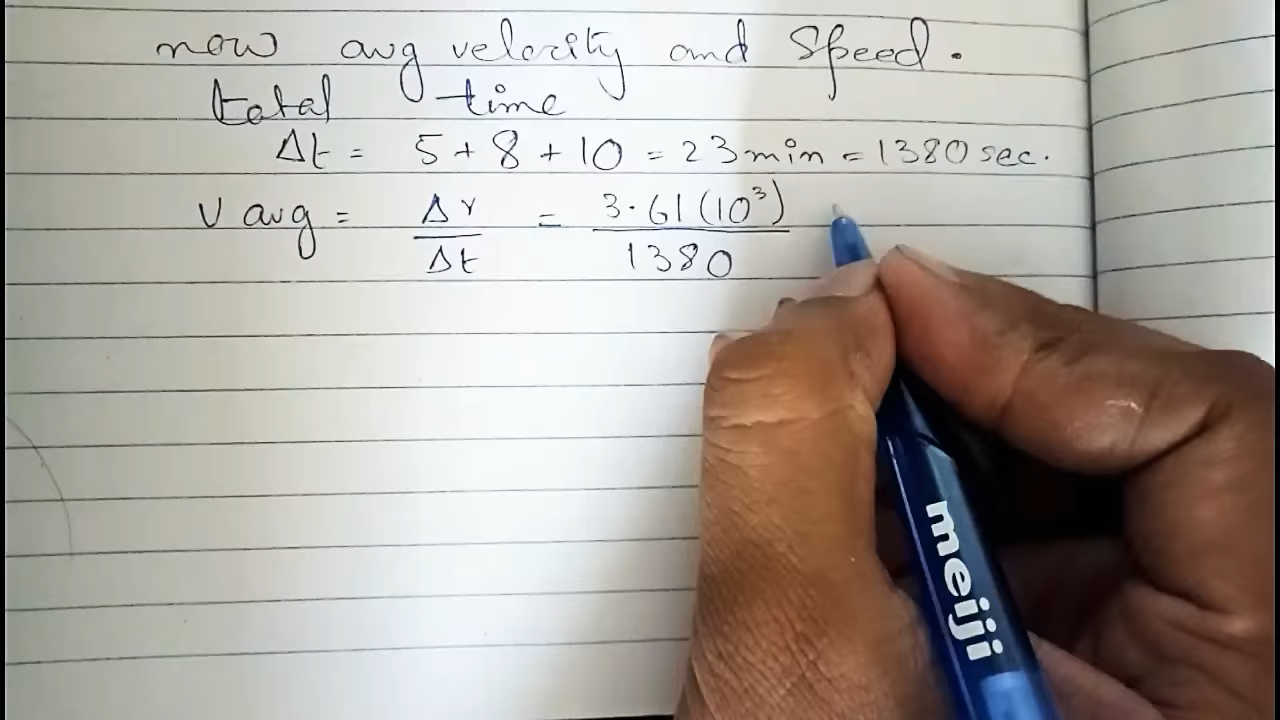 now avg velocity and Speed.
total time
Δt = 5 + 8 + 10 = 23 min = 1380 sec.
V avg = Δr/Δt = 3.61(10³)/1380
meiji